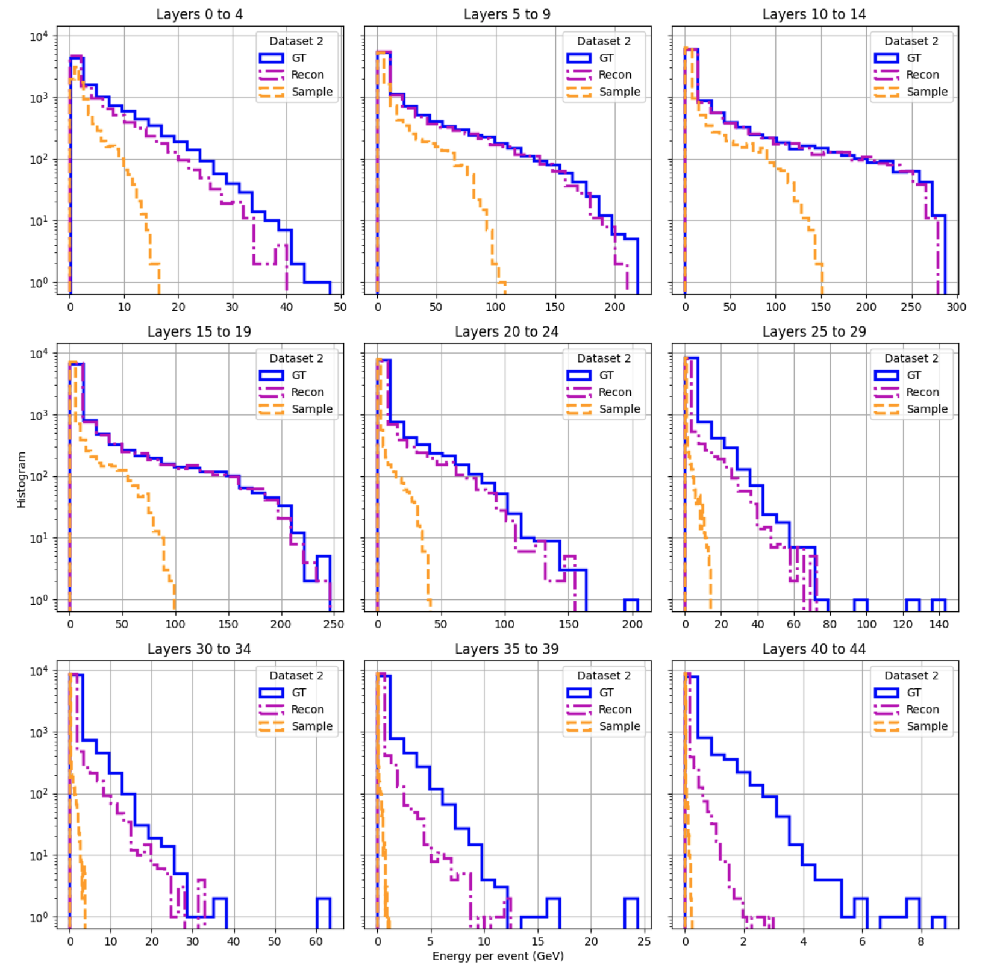 Layers 0 to 4
Dataset 2
GT
Recon
Sample
10⁴
10³
10²
10¹
10⁰
0 10 20 30 40 50
Layers 5 to 9
Dataset 2
GT
Recon
Sample
0 50 100 150 200
Layers 10 to 14
Dataset 2
GT
Recon
Sample
0 50 100 150 200 250 300
Histogram
Layers 15 to 19
Dataset 2
GT
Recon
Sample
10⁴
10³
10²
10¹
10⁰
0 50 100 150 200 250
Layers 20 to 24
Dataset 2
GT
Recon
Sample
0 50 100 150 200
Layers 25 to 29
Dataset 2
GT
Recon
Sample
0 20 40 60 80 100 120 140
Layers 30 to 34
Dataset 2
GT
Recon
Sample
10⁴
10³
10²
10¹
10⁰
0 10 20 30 40 50 60
Layers 35 to 39
Dataset 2
GT
Recon
Sample
0 5 10 15 20 25
Layers 40 to 44
Dataset 2
GT
Recon
Sample
0 2 4 6 8
Energy per event (GeV)